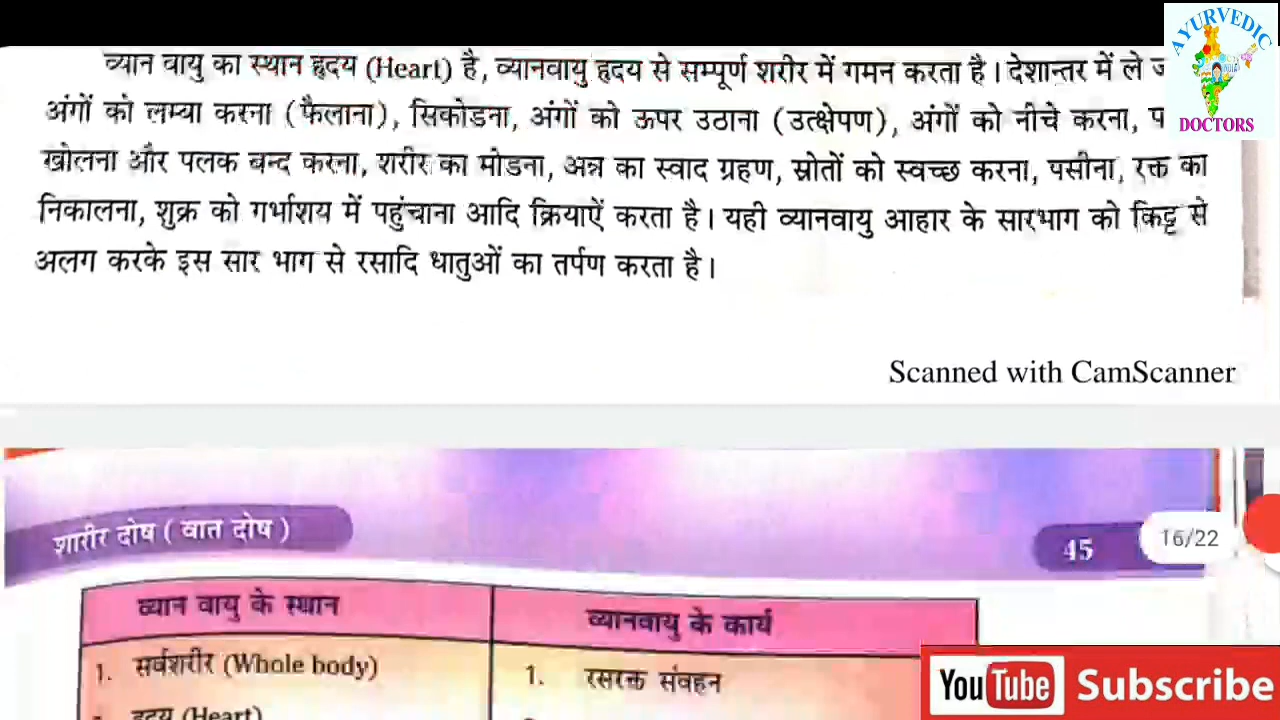 व्यान वायु का स्थान हृदय (Heart) है, व्यानवायु हृदय से सम्पूर्ण शरीर में गमन करता है। देशान्तर में ले
अंगों को लम्या करना (फैलाना), सिकोडना, अंगों को ऊपर उठाना (उत्क्षेपण), अंगों को नीचे करना,
खोलना और पलक बन्द करना, शरीर का मोडना, अन्न का स्वाद ग्रहण, स्रोतों को स्वच्छ करना, पसीना, रक्त का
निकालना, शुक्र को गर्भाशय में पहुंचाना आदि क्रियाऐं करता है। यही व्यानवायु आहार के सारभाग को किट्ट से
अलग करके इस सार भाग से रसादि धातुओं का तर्पण करता है।
AYURVEDIC
DOCTORS
Scanned with CamScanner
शारीर दोष (वात दोष)
45
16/22
व्यान वायु के स्थान
व्यानवायु के कार्य
1. सर्वशरीर (Whole body)
1. रसरक्त संवहन
हृदय (Heart)
YouTube Subscribe